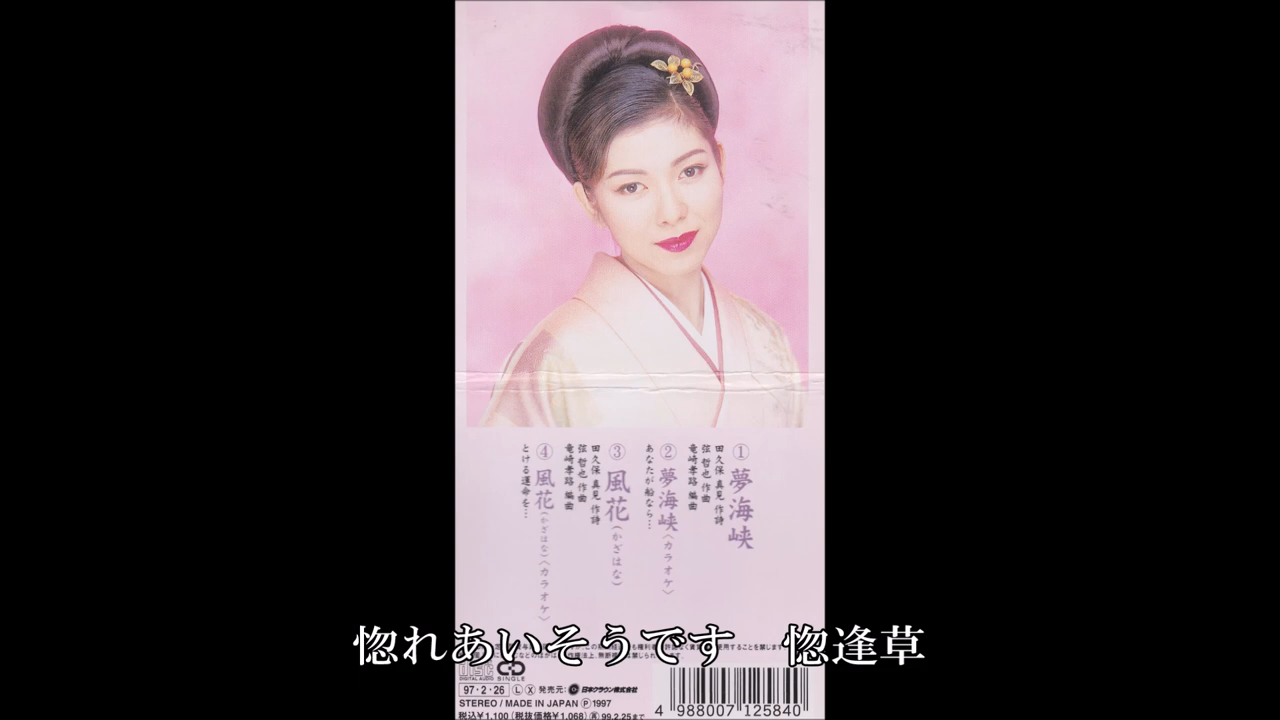 ① 夢海峡
田久保 真見 作詩
弦 哲也 作曲
竜崎孝路 編曲
② 夢海峡〈カラオケ〉
あなたが船なら…
③ 風花(かざはな)
田久保 真見 作詩
弦 哲也 作曲
竜崎孝路 編曲
④ 風花(かざはな)〈カラオケ〉
とける運命を…
惚れあいそうです　惚逢草
disc
DIGITAL AUDIO
CD
SINGLE
97・2・26 Ⓛ Ⓧ 発売元: 日本クラウン株式会社
STEREO / MADE IN JAPAN Ⓟ1997
税込¥1,100 (税抜価格¥1,068) 99.2.25まで
4 988007 125840